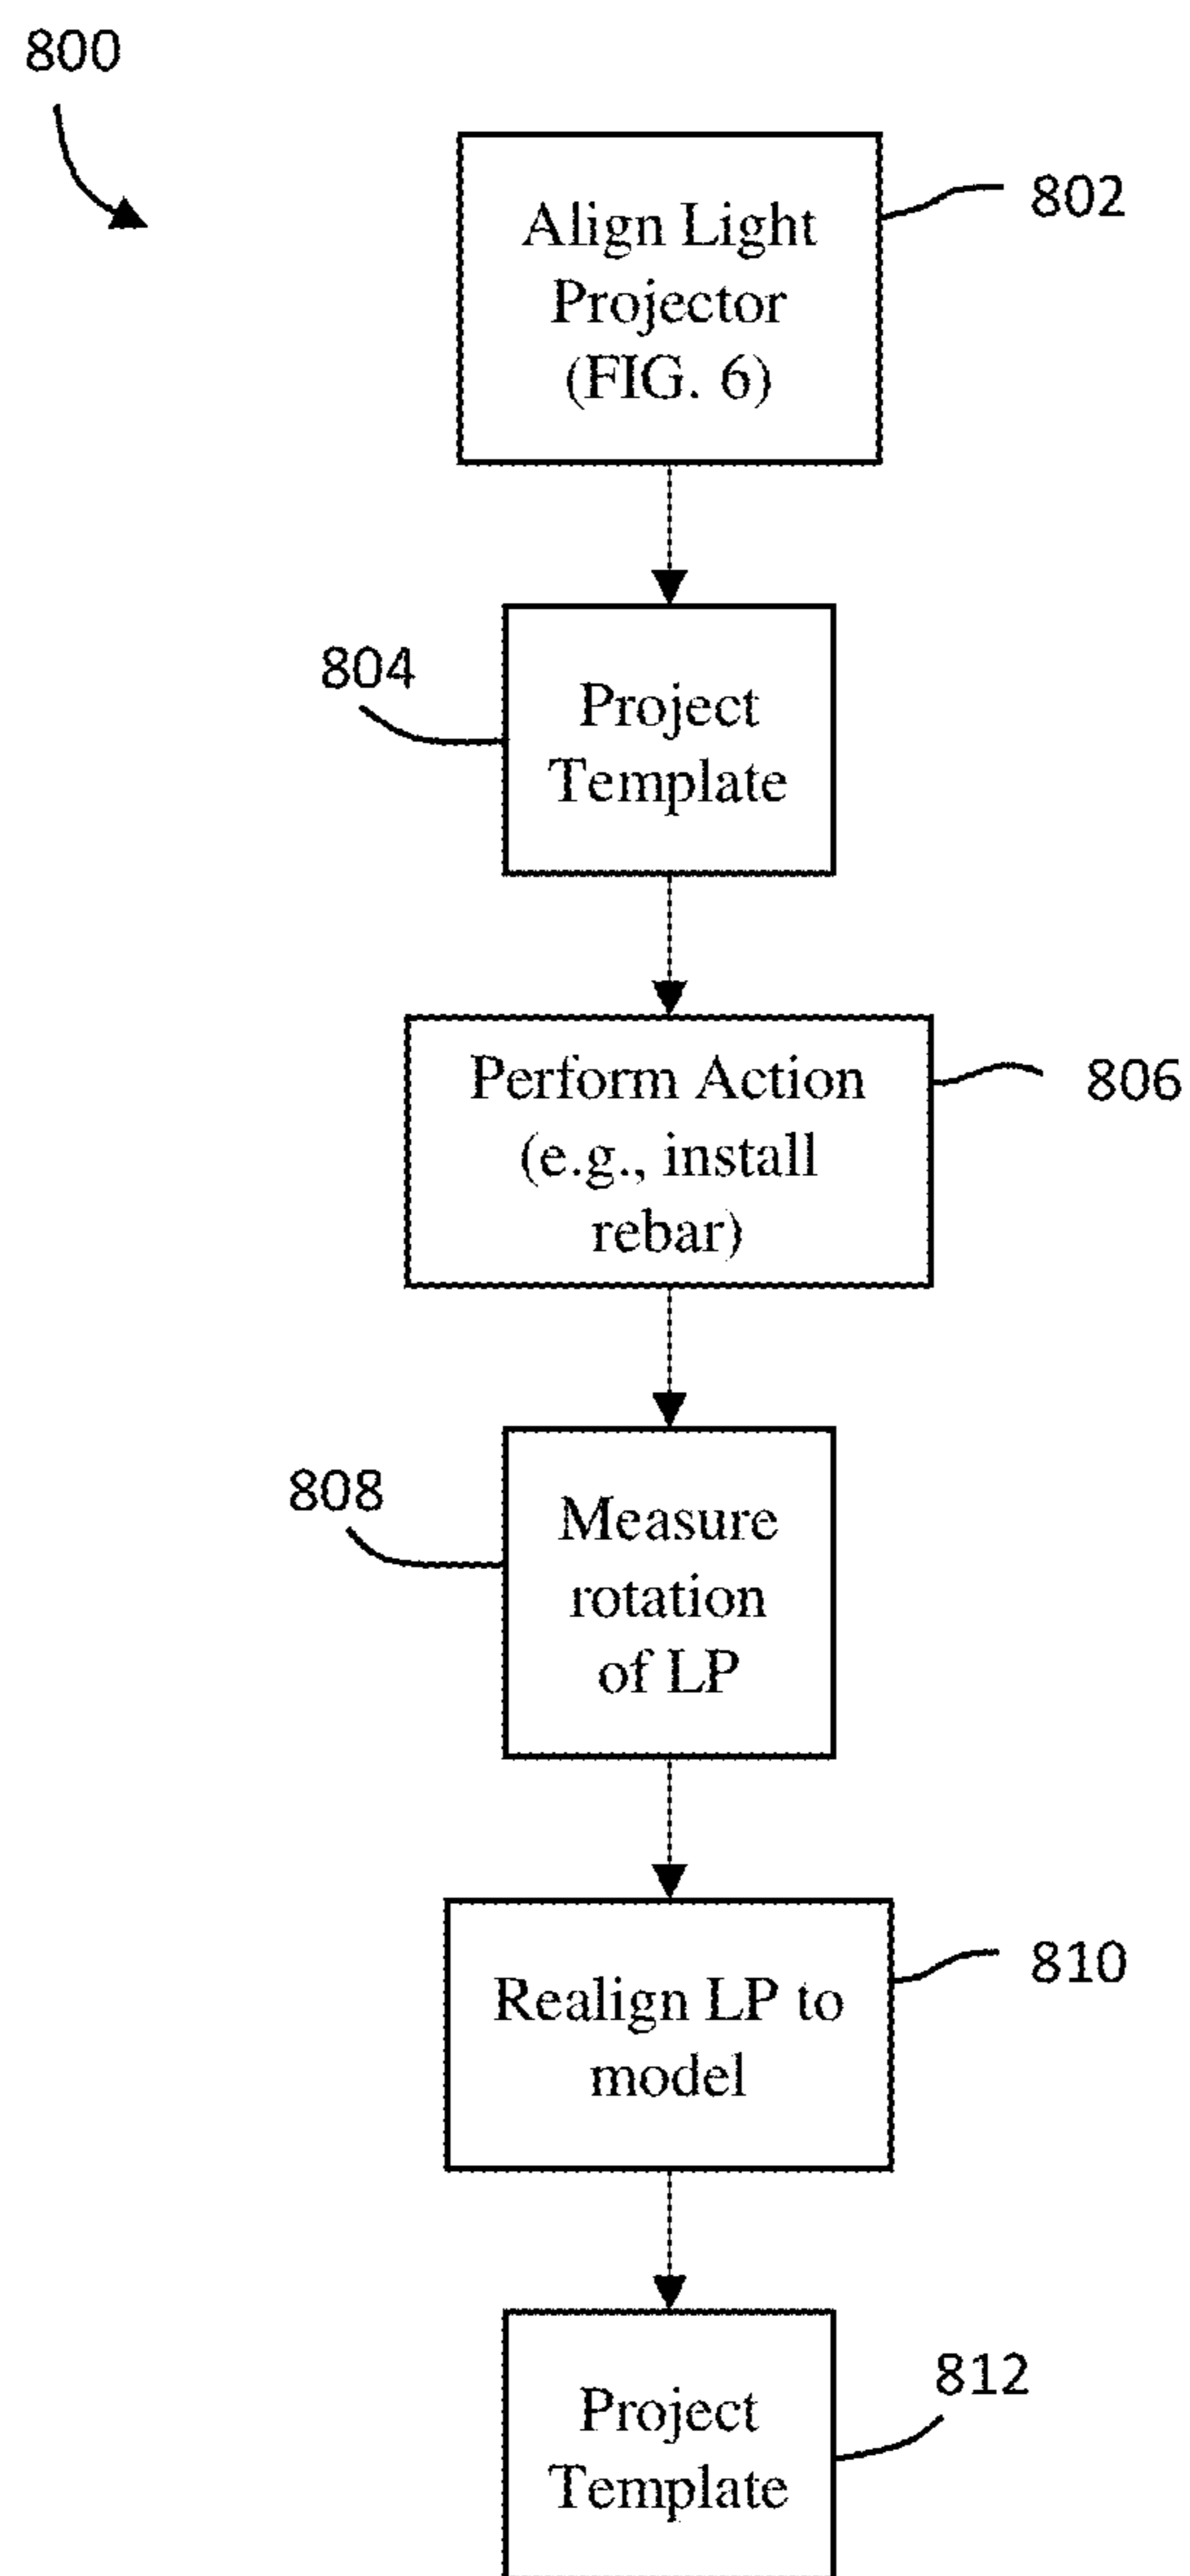 800
802
Align Light
Projector
(FIG. 6)
804
Project
Template
806
Perform Action
(e.g., install
rebar)
808
Measure
rotation
of LP
810
Realign LP to
model
812
Project
Template